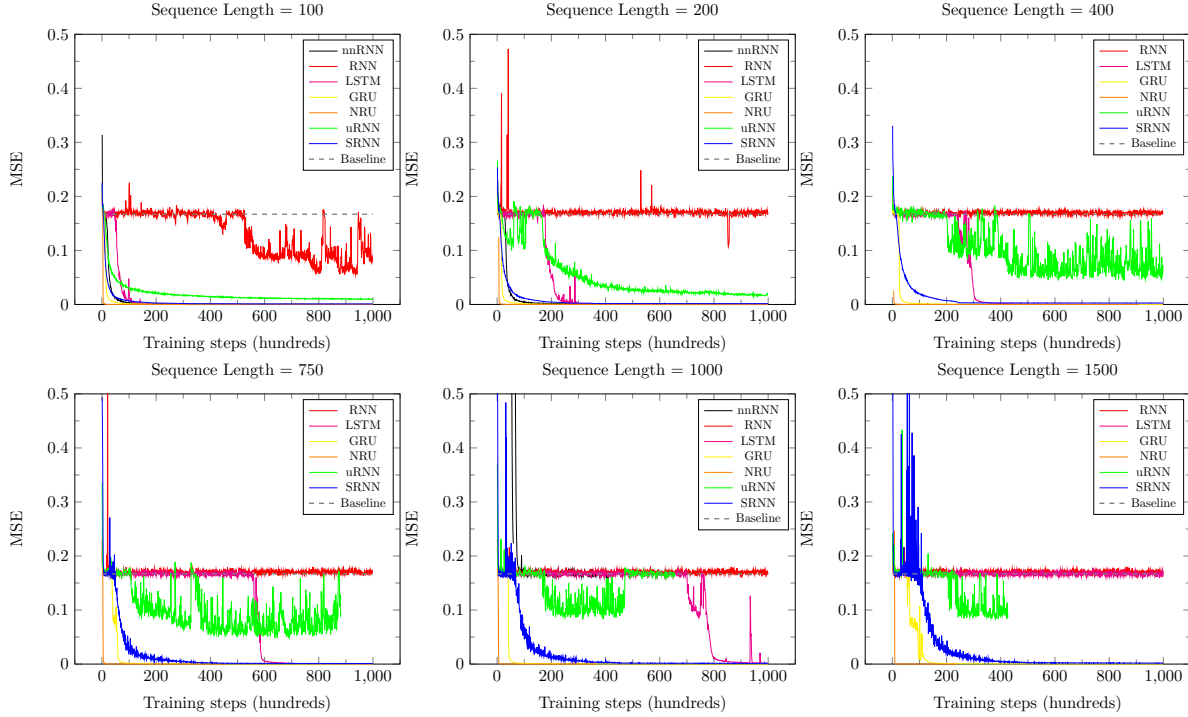 Sequence Length = 100
0.5
0.4
0.3
0.2
0.1
0
MSE
nnRNN
RNN
LSTM
GRU
NRU
uRNN
SRNN
Baseline
0 200 400 600 800 1,000
Training steps (hundreds)
Sequence Length = 200
0.5
0.4
0.3
0.2
0.1
0
MSE
nnRNN
RNN
LSTM
GRU
NRU
uRNN
SRNN
Baseline
0 200 400 600 800 1,000
Training steps (hundreds)
Sequence Length = 400
0.5
0.4
0.3
0.2
0.1
0
MSE
RNN
LSTM
GRU
NRU
uRNN
SRNN
Baseline
0 200 400 600 800 1,000
Training steps (hundreds)
Sequence Length = 750
0.5
0.4
0.3
0.2
0.1
0
MSE
RNN
LSTM
GRU
NRU
uRNN
SRNN
Baseline
0 200 400 600 800 1,000
Training steps (hundreds)
Sequence Length = 1000
0.5
0.4
0.3
0.2
0.1
0
MSE
nnRNN
RNN
LSTM
GRU
NRU
uRNN
SRNN
Baseline
0 200 400 600 800 1,000
Training steps (hundreds)
Sequence Length = 1500
0.5
0.4
0.3
0.2
0.1
0
MSE
RNN
LSTM
GRU
NRU
uRNN
SRNN
Baseline
0 200 400 600 800 1,000
Training steps (hundreds)